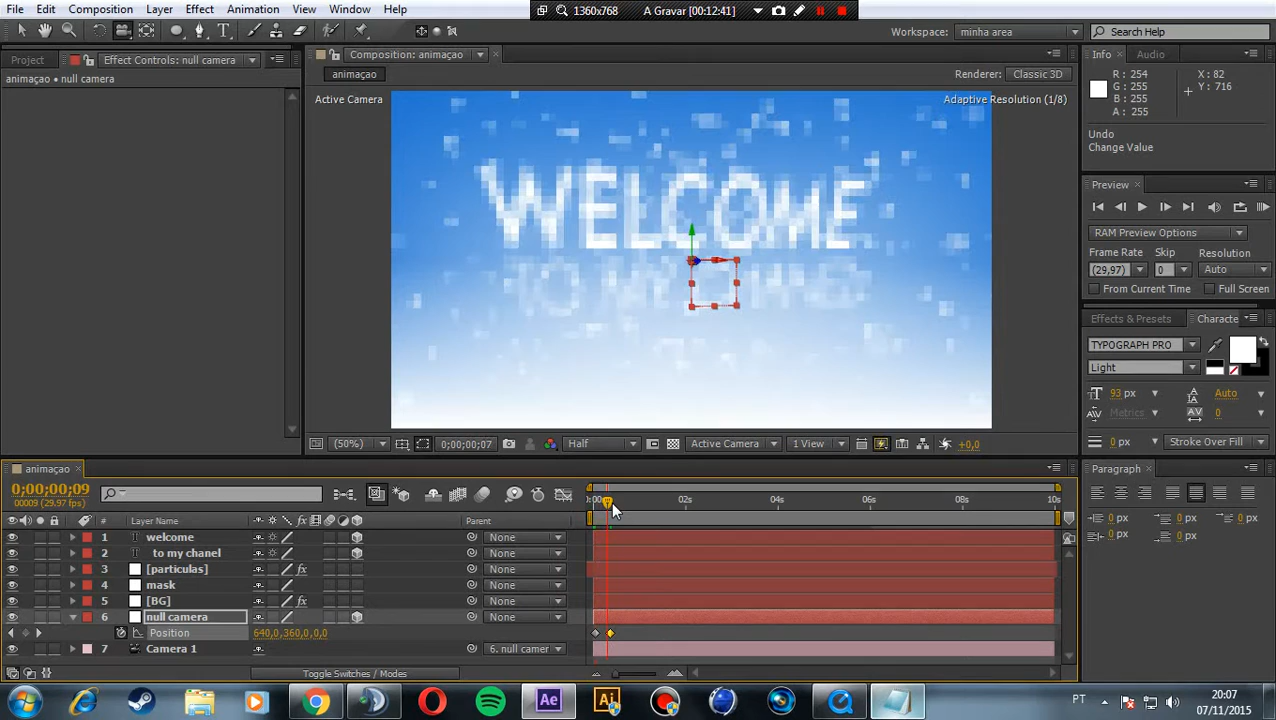 File Edit Composition Layer Effect Animation View Window Help
1360x768 A Gravar [00:12:41]
Workspace: minha area Search Help
Project Effect Controls: null camera
Composition: animaçao
Info Audio
animaçao • null camera
animaçao
Renderer: Classic 3D
R: 254 X: 82
G: 255 Y: 716
B: 255
A: 255
Active Camera Adaptive Resolution (1/8)
Undo
Change Value
WELCOME
Preview
RAM Preview Options
Frame Rate Skip Resolution
(29,97) 0 Auto
From Current Time Full Screen
Effects & Presets Characte
TYPOGRAPH PRO
Light
93 px Auto
Metrics 0
0 px Stroke Over Fill
(50%) 0;00;00;07 Half Active Camera 1 View +0,0
animaçao
Paragraph
0;00;00;09
00009 (29.97 fps)
0:00 02s 04s 06s 08s 10s
# Layer Name Parent
1 welcome None
2 to my chanel None
3 [particulas] fx None
4 mask None
5 [BG] fx None
6 null camera None
Position 640,0,360,0,0,0
7 Camera 1 6. null camer
0 px 0 px 0 px
0 px 0 px
Toggle Switches / Modes
Ae Ai
PT 20:07
07/11/2015